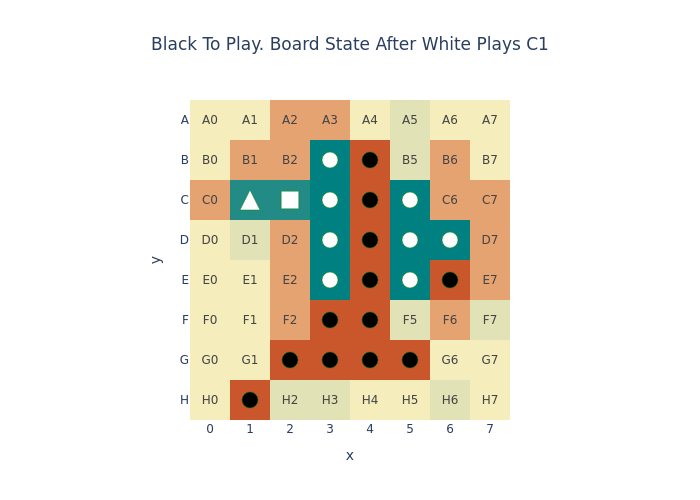 Black To Play. Board State After White Plays C1
A A0 A1 A2 A3 A4 A5 A6 A7
B B0 B1 B2 B5 B6 B7
C C0 C6 C7
D D0 D1 D2 D7
y
E E0 E1 E2 E7
F F0 F1 F2 F5 F6 F7
G G0 G1 G6 G7
H H0 H2 H3 H4 H5 H6 H7
0 1 2 3 4 5 6 7
x